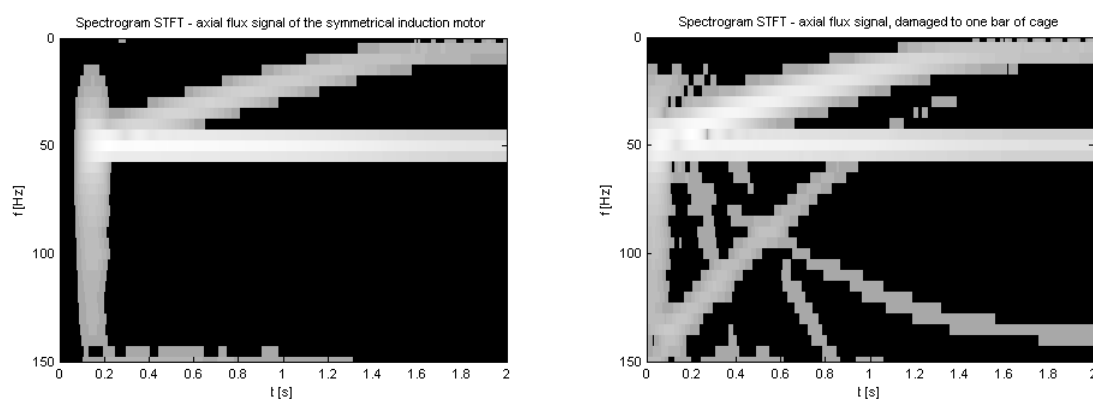 Spectrogram STFT - axial flux signal of the symmetrical induction motor
0
50
100
150
f [Hz]
0 0.2 0.4 0.6 0.8 1 1.2 1.4 1.6 1.8 2
t [s]
Spectrogram STFT - axial flux signal, damaged to one bar of cage
0
50
100
150
f [Hz]
0 0.2 0.4 0.6 0.8 1 1.2 1.4 1.6 1.8 2
t [s]